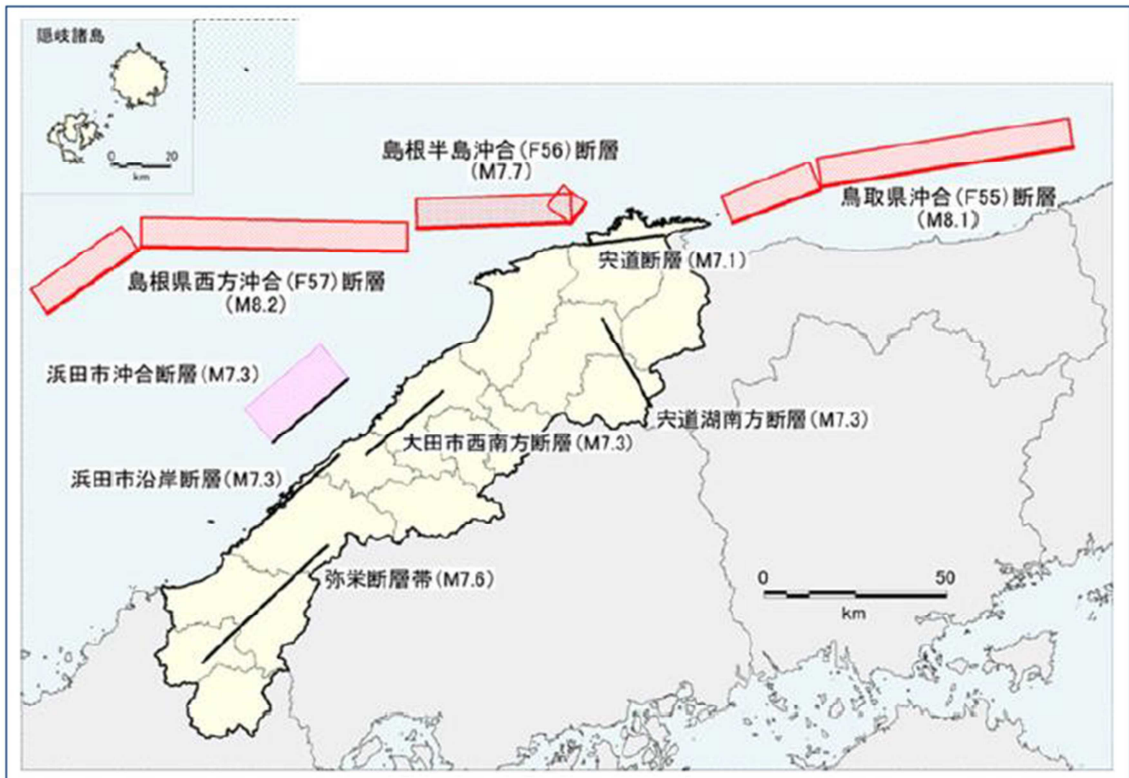 隠岐諸島
0 20
km
島根半島沖合(F56)断層
(M7.7)
鳥取県沖合(F55)断層
(M8.1)
宍道断層(M7.1)
島根県西方沖合(F57)断層
(M8.2)
浜田市沖合断層(M7.3)
宍道湖南方断層(M7.3)
大田市西南方断層(M7.3)
浜田市沿岸断層(M7.3)
弥栄断層帯(M7.6)
0 50
km